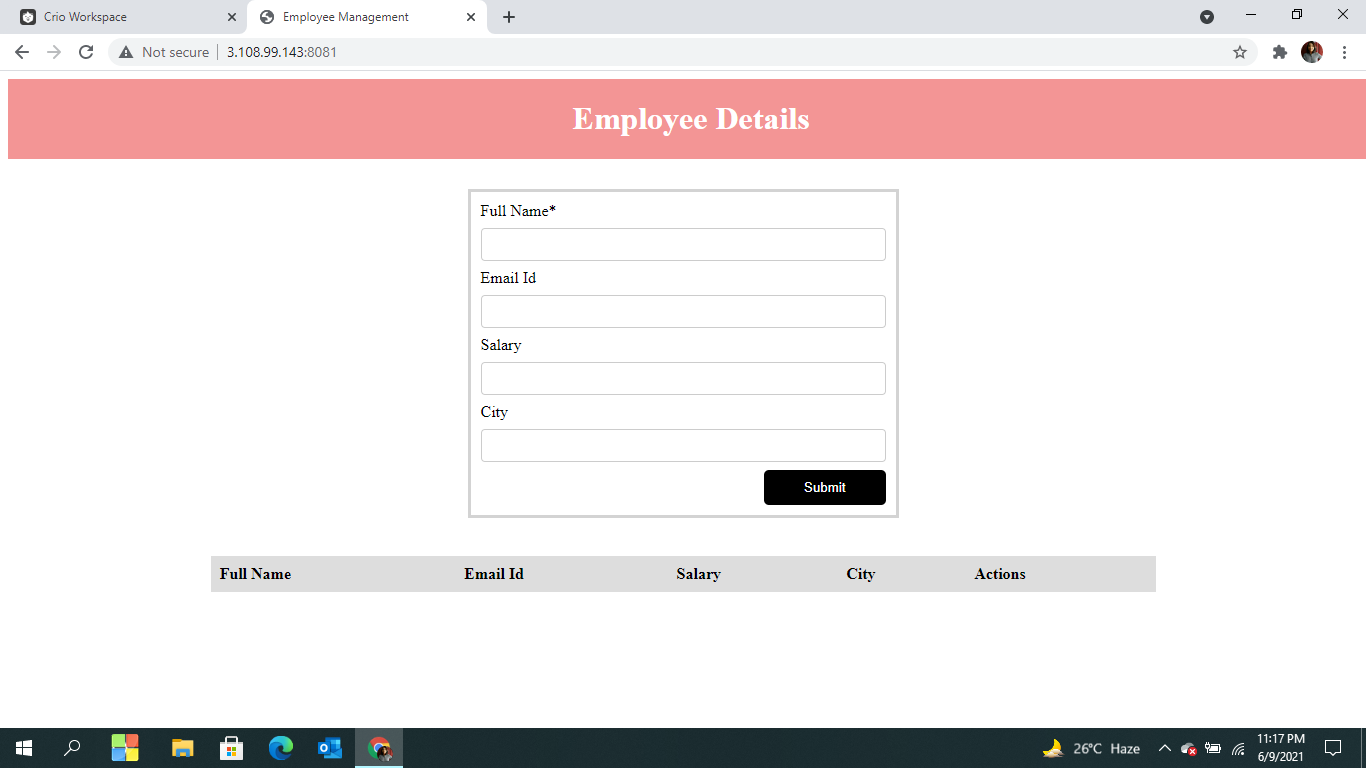 Crio Workspace
Employee Management
Not secure
3.108.99.143:8081
Employee Details
Full Name*
Email Id
Salary
City
Submit
Full Name Email Id Salary City Actions
26°C Haze
11:17 PM
6/9/2021